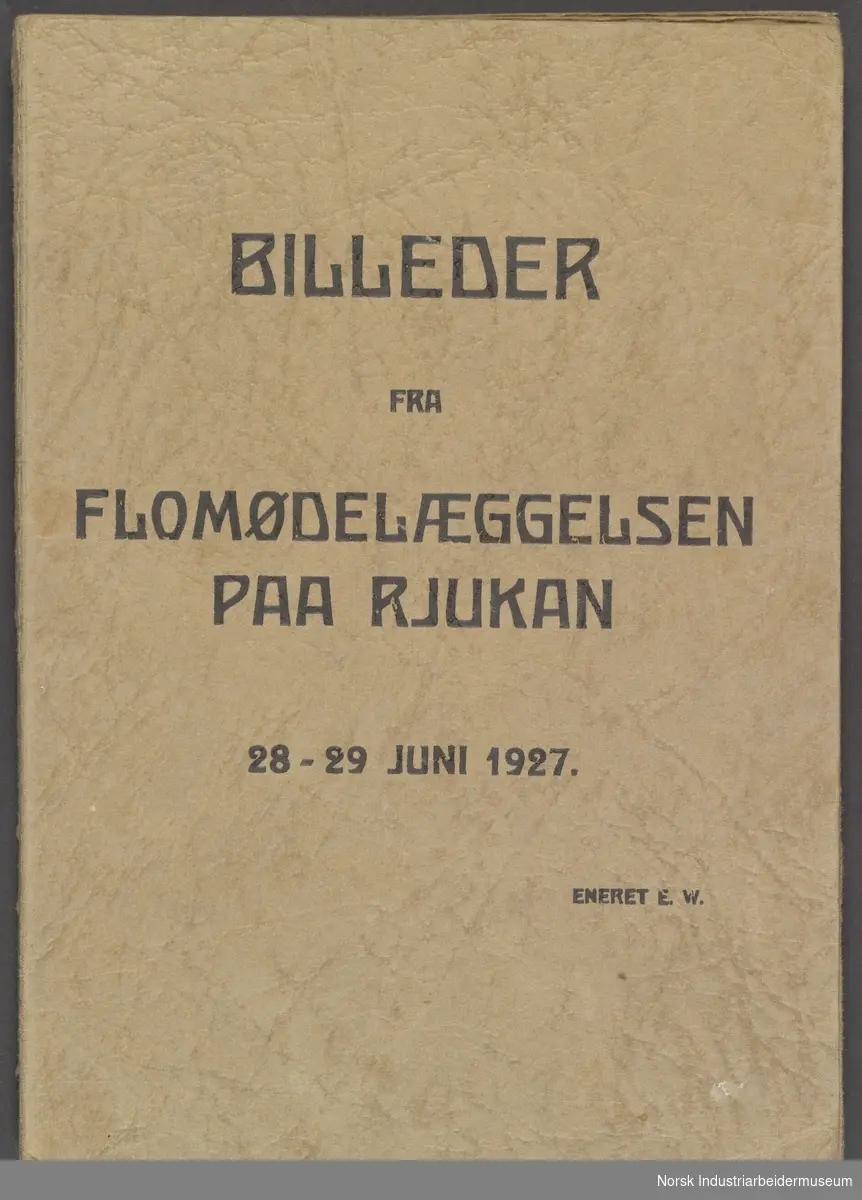 BILLEDER
FRA
FLOMØDELÆGGELSEN
PAA RJUKAN
28 - 29 JUNI 1927.
ENERET E. W.
Norsk Industriarbeidermuseum